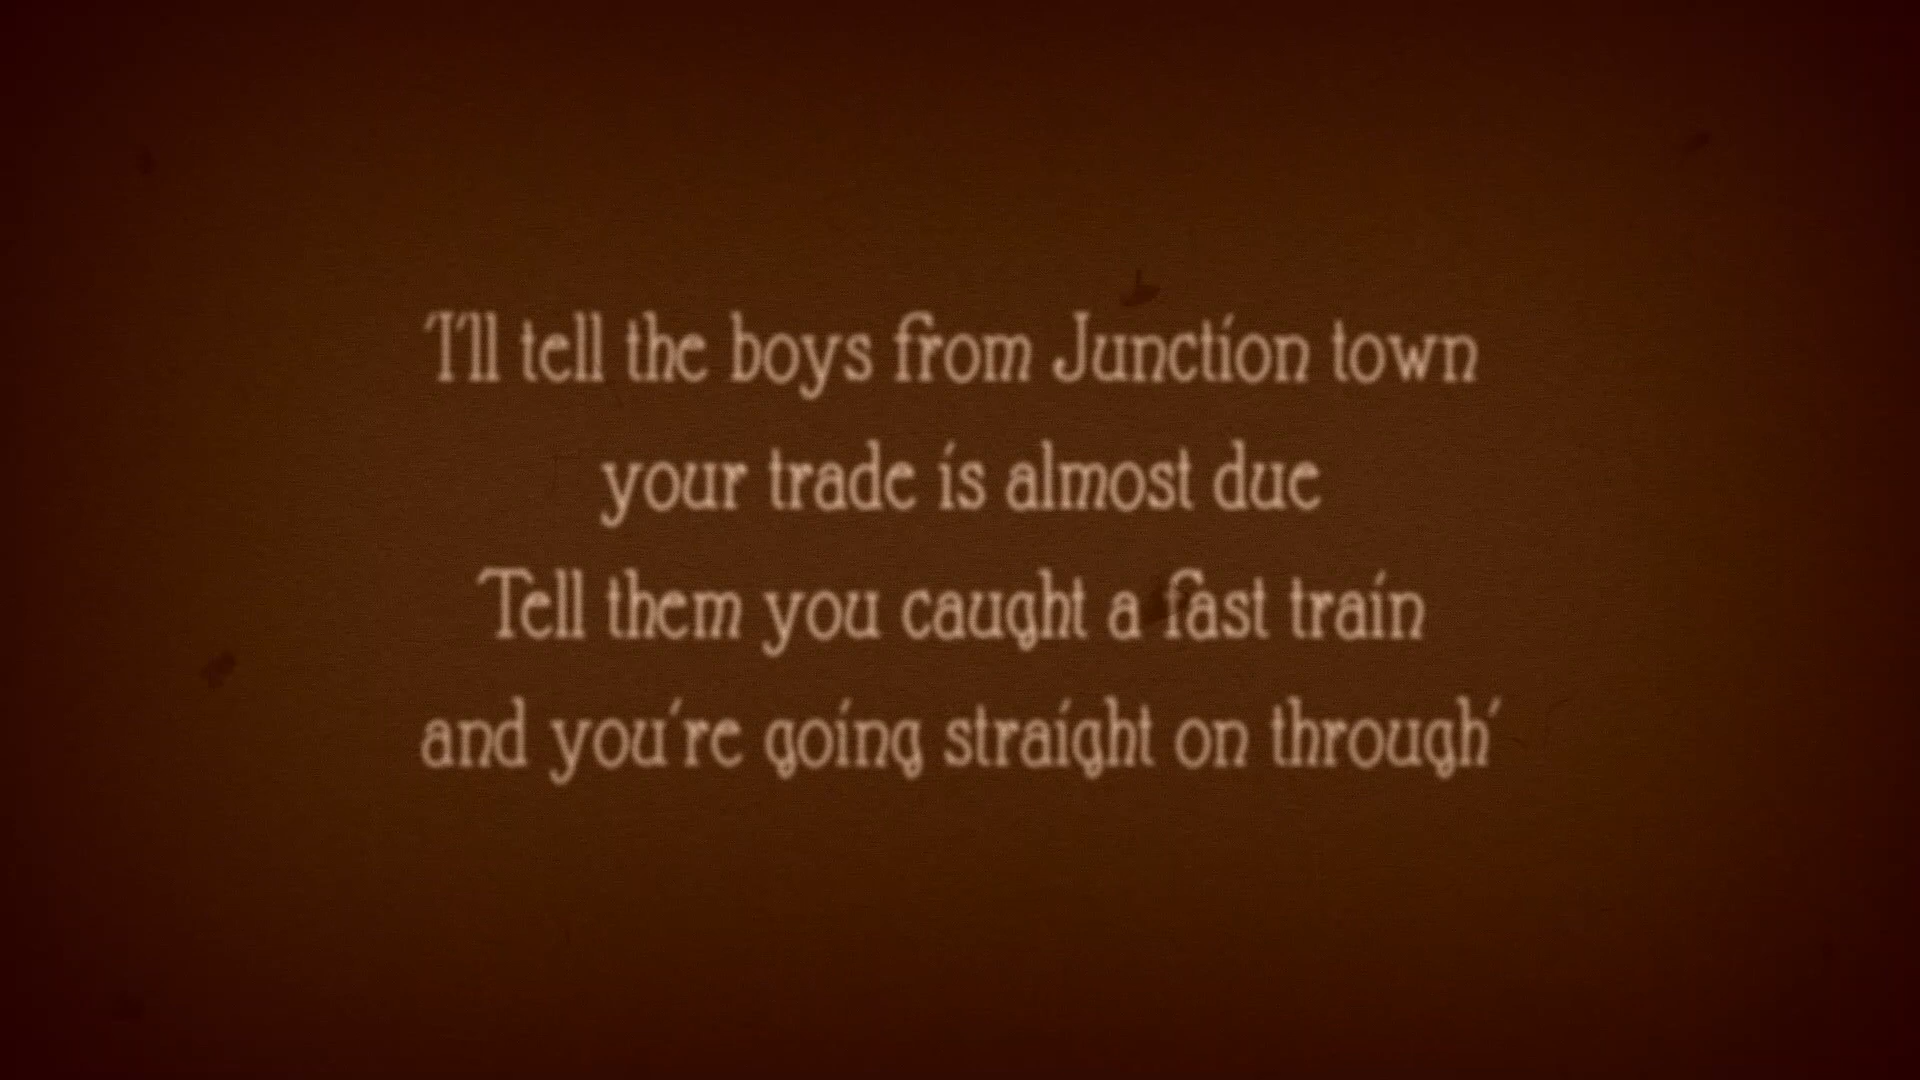 I'll tell the boys from Junction town
your trade is almost due
Tell them you caught a fast train
and you're going straight on through'